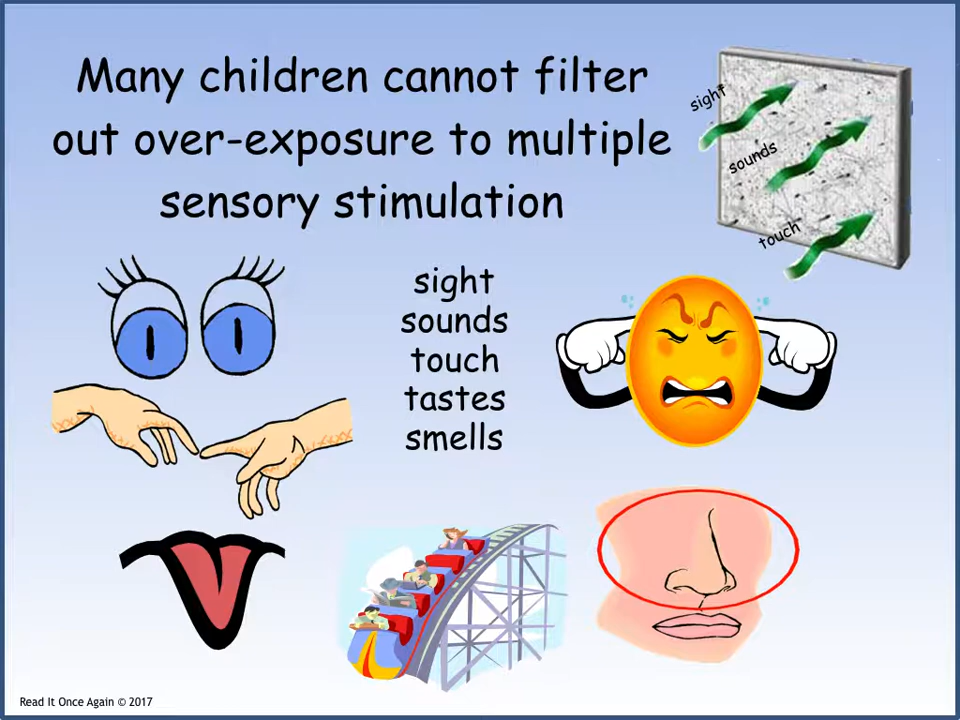 Many children cannot filter
out over-exposure to multiple
sensory stimulation
sight
sounds
touch
sight
sounds
touch
tastes
smells
Read It Once Again © 2017